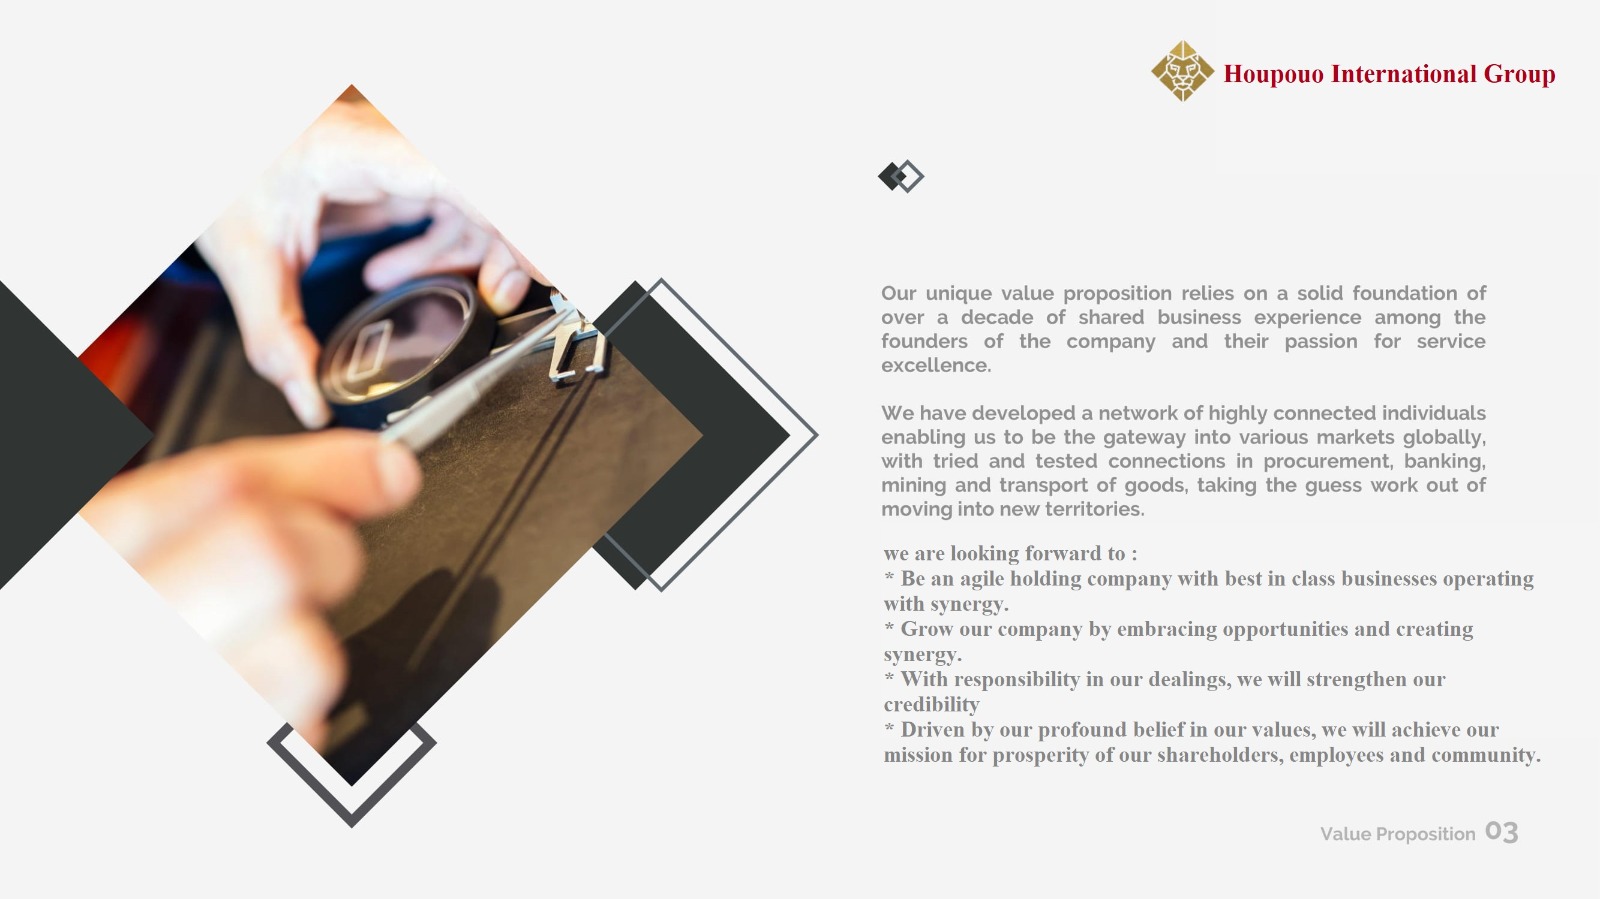 Houpouo International Group
Our unique value proposition relies on a solid foundation of
over a decade of shared business experience among the
founders of the company and their passion for service
excellence.
We have developed a network of highly connected individuals
enabling us to be the gateway into various markets globally,
with tried and tested connections in procurement, banking,
mining and transport of goods, taking the guess work out of
moving into new territories.
we are looking forward to :
* Be an agile holding company with best in class businesses operating
with synergy.
* Grow our company by embracing opportunities and creating
synergy.
* With responsibility in our dealings, we will strengthen our
credibility
* Driven by our profound belief in our values, we will achieve our
mission for prosperity of our shareholders, employees and community.
Value Proposition 03